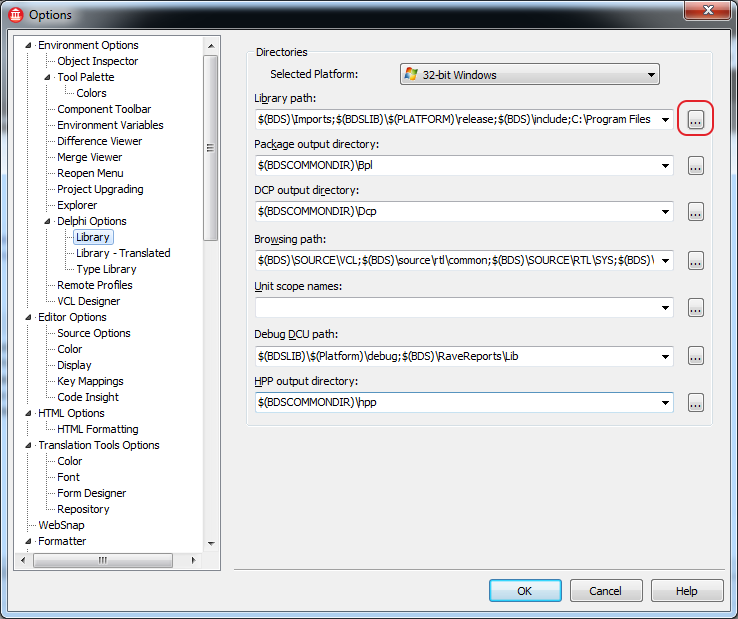 Options
Environment Options
Object Inspector
Tool Palette
Colors
Component Toolbar
Environment Variables
Difference Viewer
Merge Viewer
Reopen Menu
Project Upgrading
Explorer
Delphi Options
Library
Library - Translated
Type Library
Remote Profiles
VCL Designer
Editor Options
Source Options
Color
Display
Key Mappings
Code Insight
HTML Options
HTML Formatting
Translation Tools Options
Color
Font
Form Designer
Repository
WebSnap
Formatter
Directories
Selected Platform: 32-bit Windows
Library path:
$(BDS)\Imports;$(BDSLIB)\$(PLATFORM)\release;$(BDS)\include;C:\Program Files ...
Package output directory:
$(BDSCOMMONDIR)\Bpl ...
DCP output directory:
$(BDSCOMMONDIR)\Dcp ...
Browsing path:
$(BDS)\SOURCE\VCL;$(BDS)\source\rtl\common;$(BDS)\SOURCE\RTL\SYS;$(BDS)\ ...
Unit scope names:
...
Debug DCU path:
$(BDSLIB)\$(Platform)\debug;$(BDS)\RaveReports\Lib ...
HPP output directory:
$(BDSCOMMONDIR)\hpp ...
OK Cancel Help